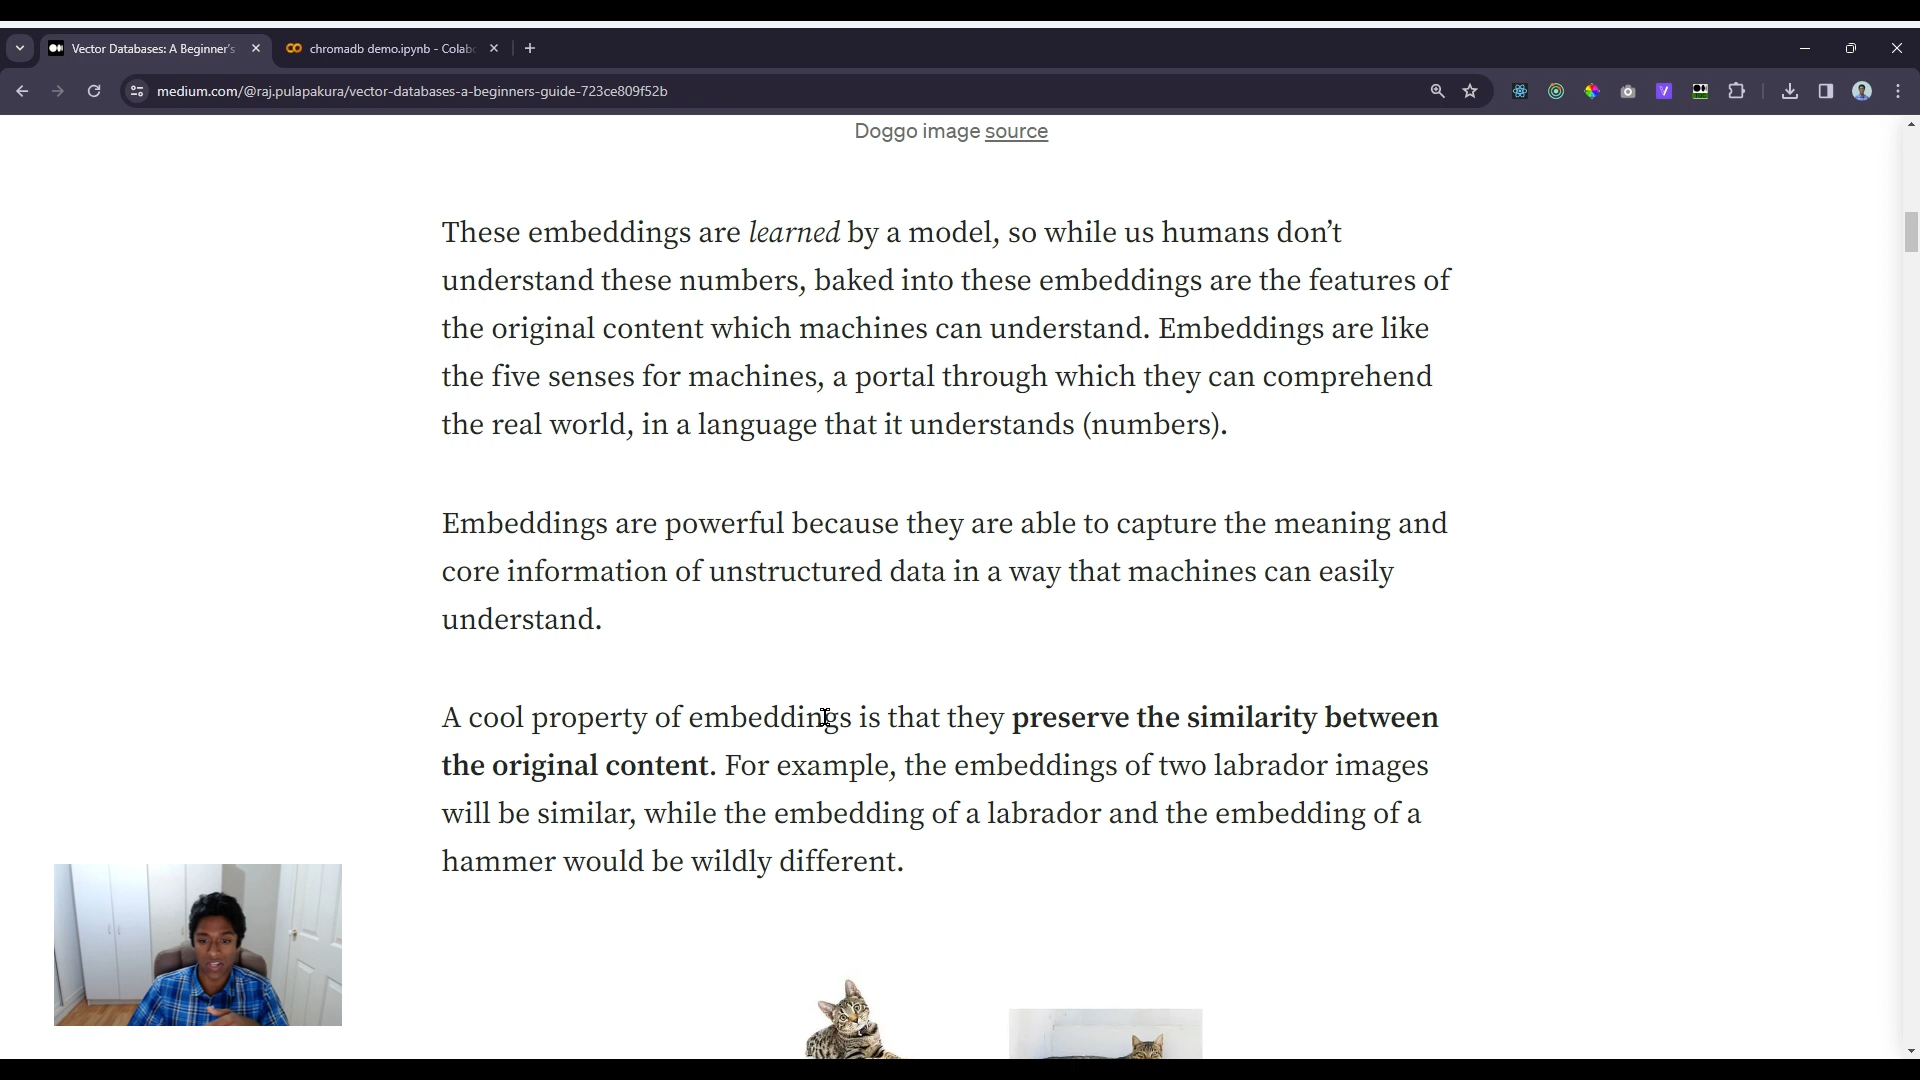 Vector Databases: A Beginner's
chromadb demo.ipynb - Colab
medium.com/@raj.pulapakura/vector-databases-a-beginners-guide-723ce809f52b
Doggo image source
These embeddings are learned by a model, so while us humans don’t
understand these numbers, baked into these embeddings are the features of
the original content which machines can understand. Embeddings are like
the five senses for machines, a portal through which they can comprehend
the real world, in a language that it understands (numbers).
Embeddings are powerful because they are able to capture the meaning and
core information of unstructured data in a way that machines can easily
understand.
A cool property of embeddings is that they preserve the similarity between
the original content. For example, the embeddings of two labrador images
will be similar, while the embedding of a labrador and the embedding of a
hammer would be wildly different.